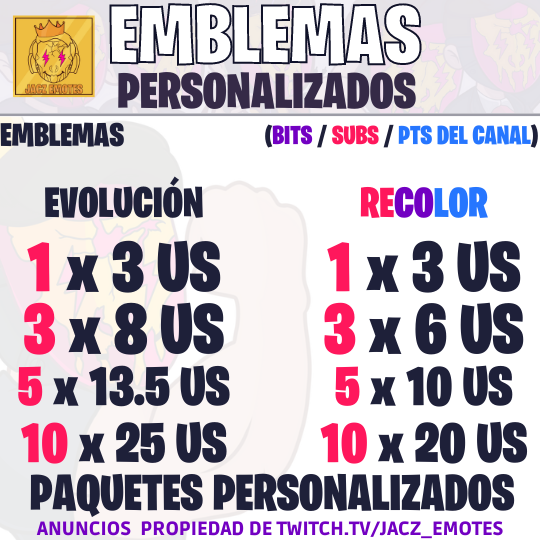 EMBLEMAS
JACZ EMOTES
PERSONALIZADOS
EMBLEMAS (BITS / SUBS / PTS DEL CANAL)
EVOLUCIÓN RECOLOR
1 x 3 US 1 x 3 US
3 x 8 US 3 x 6 US
5 x 13.5 US 5 x 10 US
10 x 25 US 10 x 20 US
PAQUETES PERSONALIZADOS
ANUNCIOS PROPIEDAD DE TWITCH.TV/JACZ_EMOTES